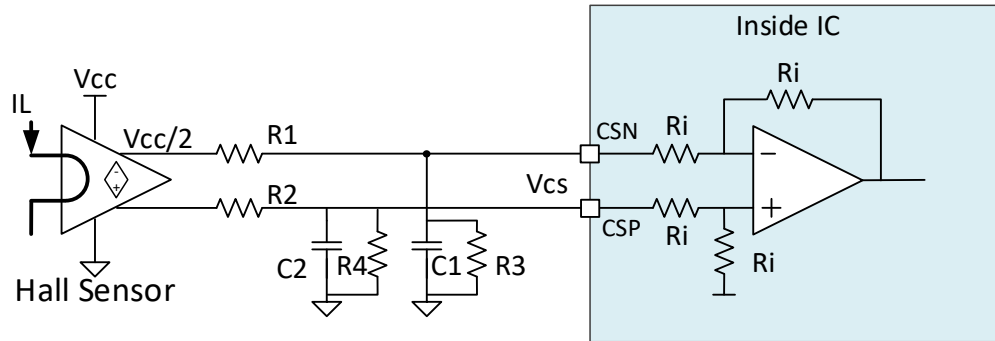 Inside IC
Vcc
Ri
IL
Vcc/2
R1
CSN
Ri
-
-
+
R2
Vcs
+
CSP
Ri
C2
R4
C1
R3
Ri
Hall Sensor